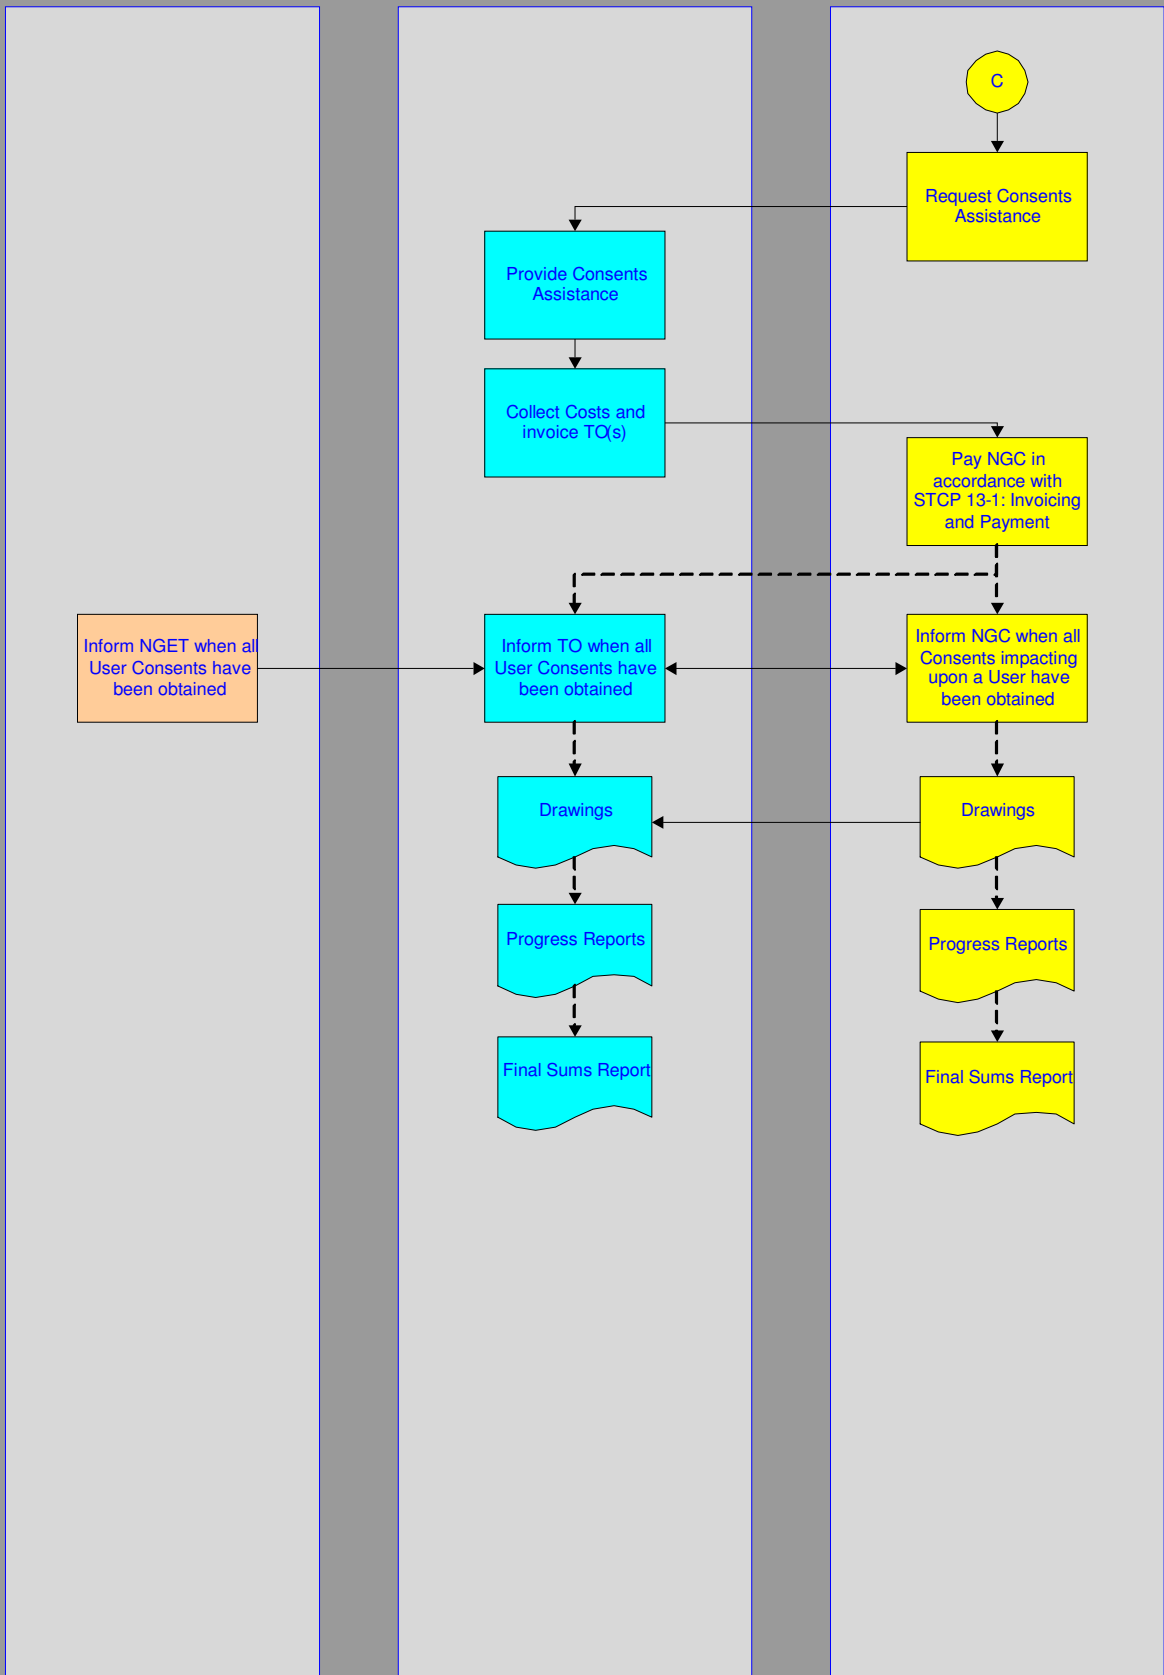 C
Request Consents
Assistance
Provide Consents
Assistance
Collect Costs and
invoice TO(s)
Pay NGC in
accordance with
STCP 13-1: Invoicing
and Payment
Inform NGET when all
User Consents have
been obtained
Inform TO when all
User Consents have
been obtained
Inform NGC when all
Consents impacting
upon a User have
been obtained
Drawings
Drawings
Progress Reports
Progress Reports
Final Sums Report
Final Sums Report